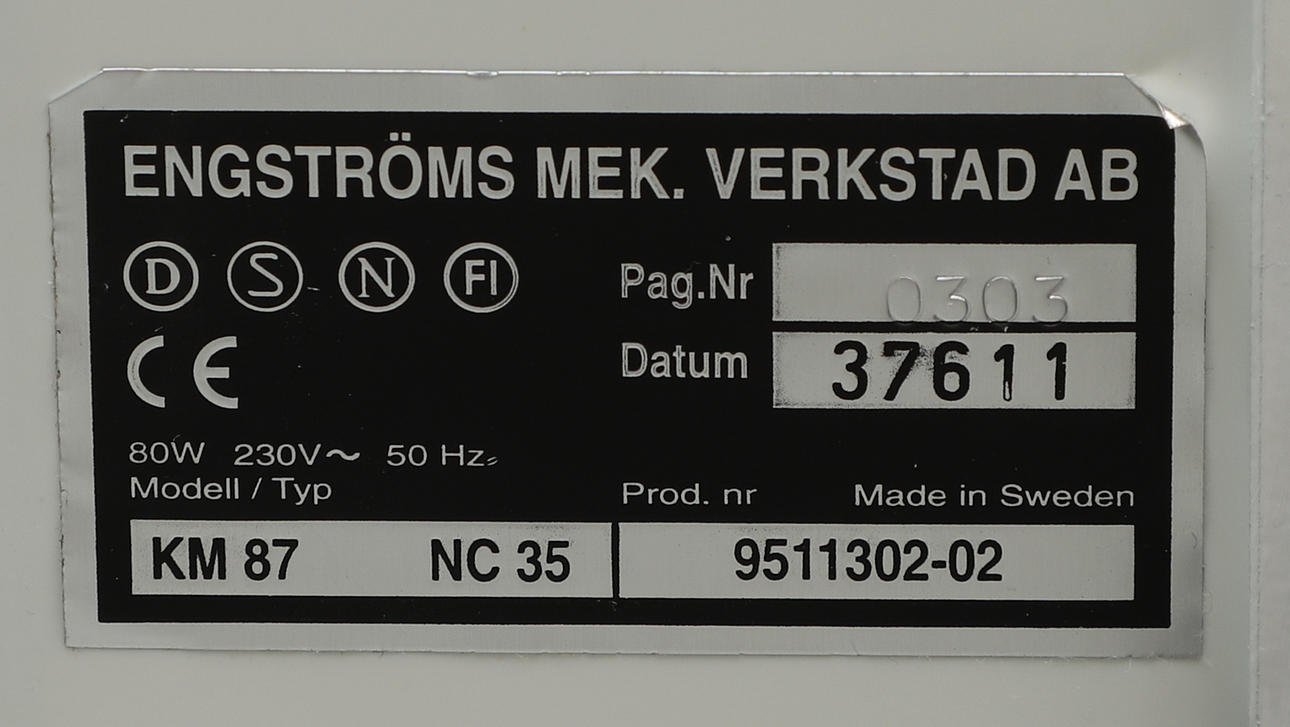 ENGSTRÖMS MEK. VERKSTAD AB
D S N FI
Pag.Nr 0303
CE
Datum 37611
80W 230V~ 50 Hz
Modell / Typ
Prod. nr
Made in Sweden
KM 87 NC 35
9511302-02